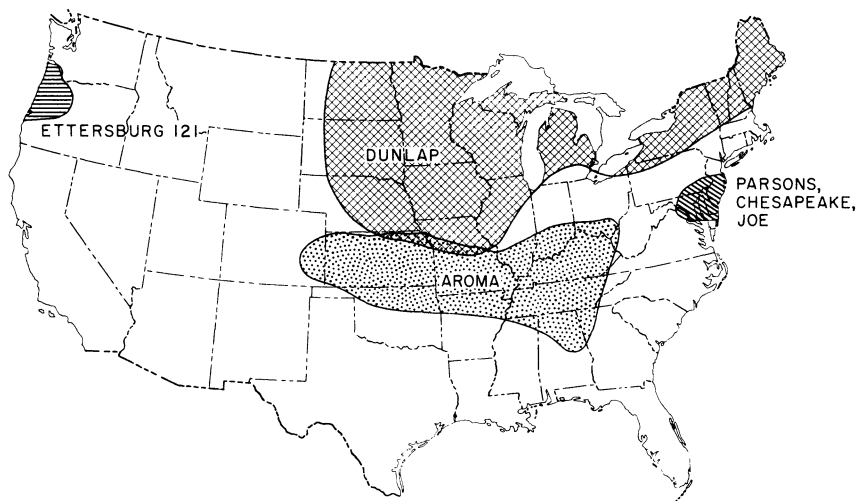 ETTERSBURG 121
DUNLAP
PARSONS,
CHESAPEAKE,
JOE
AROMA